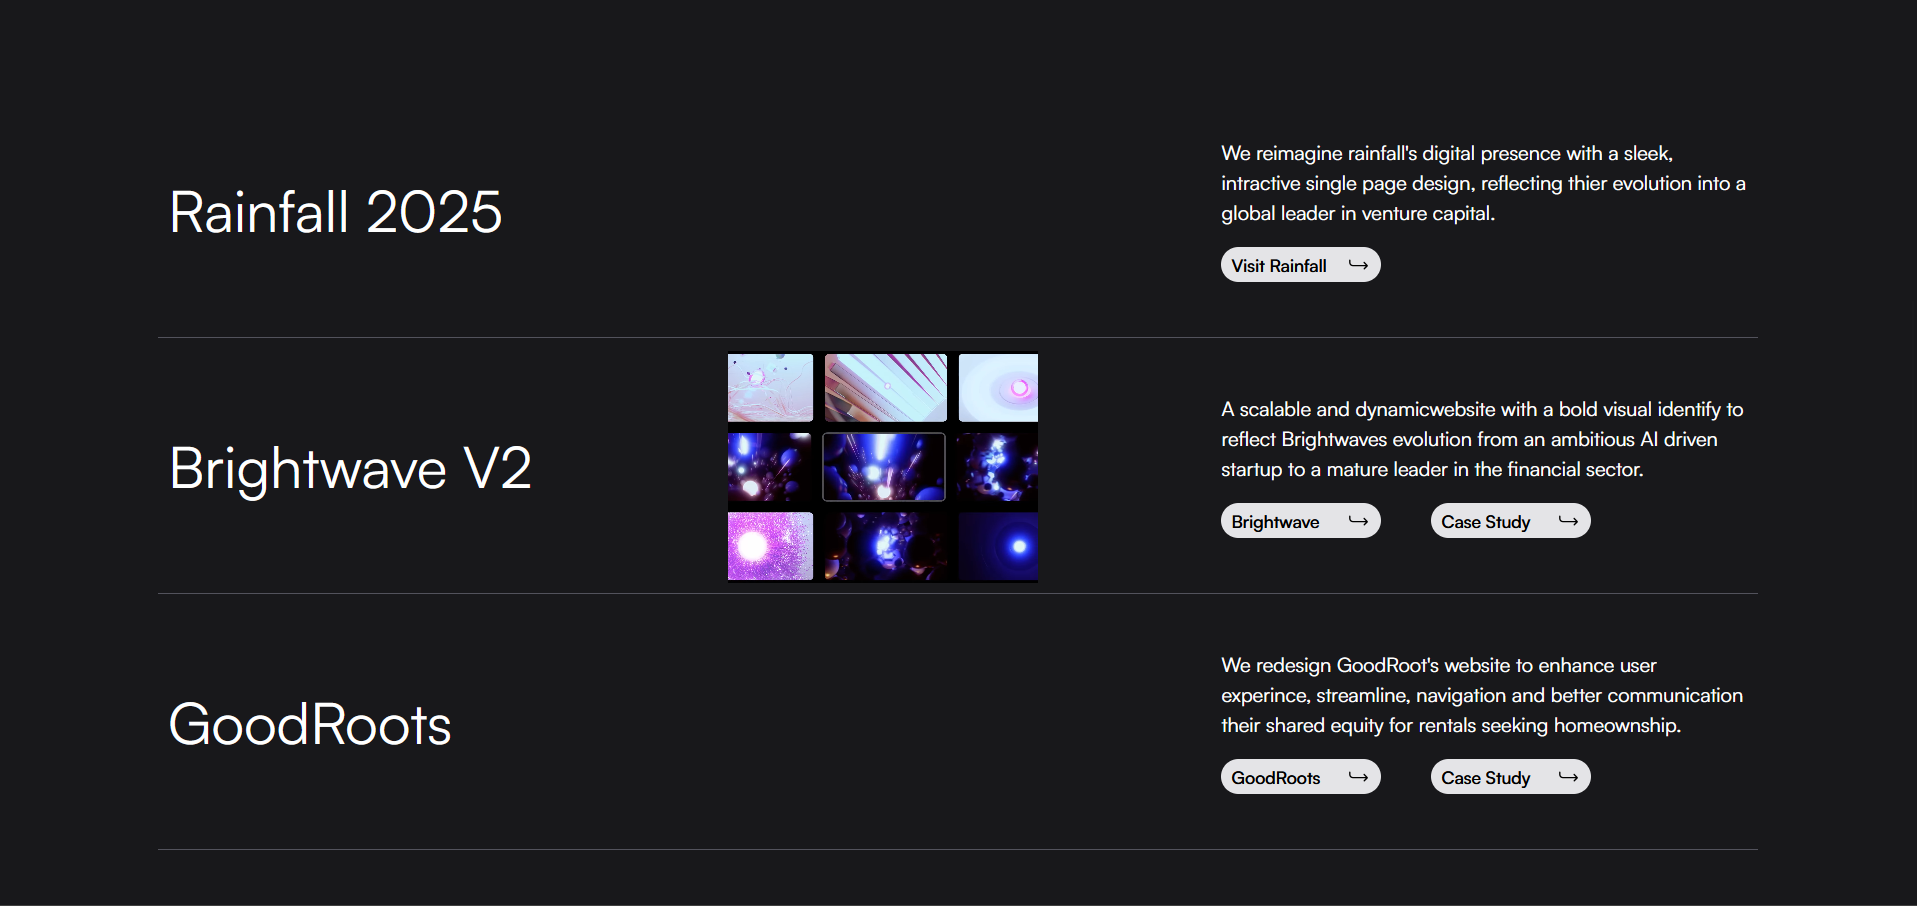 Rainfall 2025
We reimagine rainfall's digital presence with a sleek,
intractive single page design, reflecting thier evolution into a
global leader in venture capital.
Visit Rainfall
Brightwave V2
A scalable and dynamicwebsite with a bold visual identify to
reflect Brightwaves evolution from an ambitious AI driven
startup to a mature leader in the financial sector.
Brightwave
Case Study
GoodRoots
We redesign GoodRoot's website to enhance user
experince, streamline, navigation and better communication
their shared equity for rentals seeking homeownship.
GoodRoots
Case Study